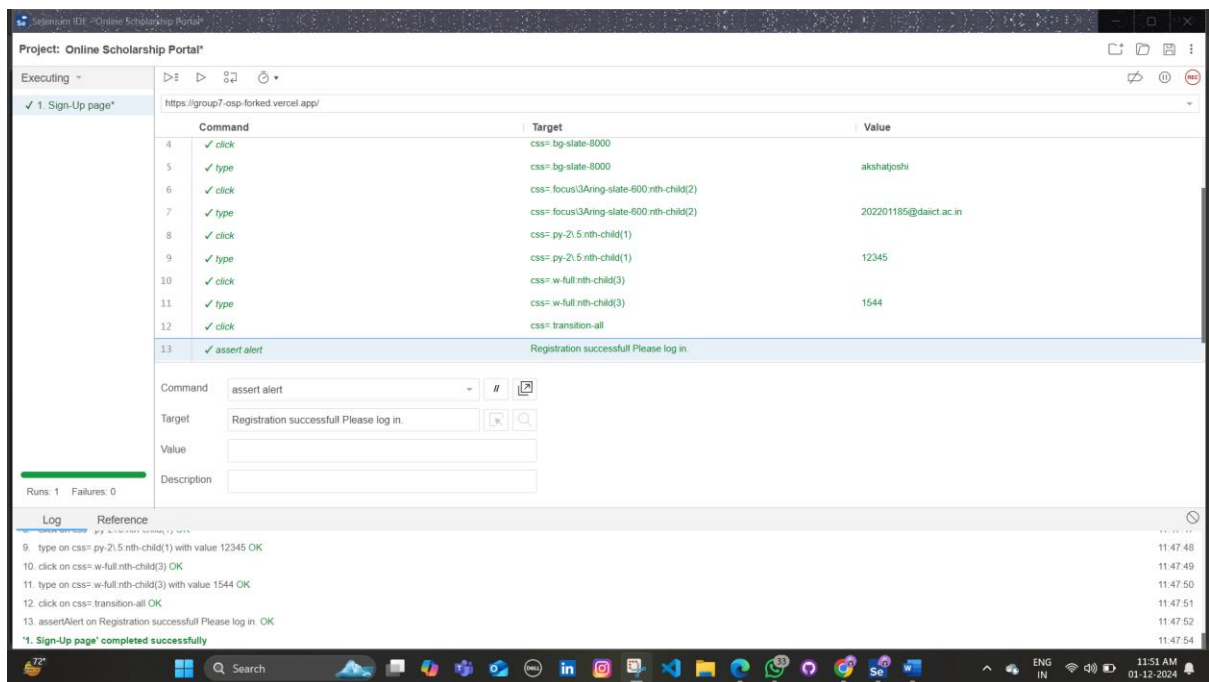 Selenium IDE - Online Scholarship Portal*
Project: Online Scholarship Portal*
Executing
REC
✓ 1. Sign-Up page*
https://group7-osp-forked.vercel.app/
Command Target Value
4 ✓ click css=.bg-slate-8000
5 ✓ type css=.bg-slate-8000 akshatjoshi
6 ✓ click css=.focus\3Aring-slate-600:nth-child(2)
7 ✓ type css=.focus\3Aring-slate-600:nth-child(2) 202201185@daiict.ac.in
8 ✓ click css=.py-2\.5:nth-child(1)
9 ✓ type css=.py-2\.5:nth-child(1) 12345
10 ✓ click css=.w-full:nth-child(3)
11 ✓ type css=.w-full:nth-child(3) 1544
12 ✓ click css=.transition-all
13 ✓ assert alert Registration successful! Please log in.
Command assert alert //
Target Registration successful! Please log in.
Value
Description
Runs: 1 Failures: 0
Log Reference
9. type on css=.py-2\.5:nth-child(1) with value 12345 OK 11:47:48
10. click on css=.w-full:nth-child(3) OK 11:47:49
11. type on css=.w-full:nth-child(3) with value 1544 OK 11:47:50
12. click on css=.transition-all OK 11:47:51
13. assertAlert on Registration successful! Please log in. OK 11:47:52
'1. Sign-Up page' completed successfully 11:47:54
72° Search 33 ENG 11:51 AM
IN 01-12-2024